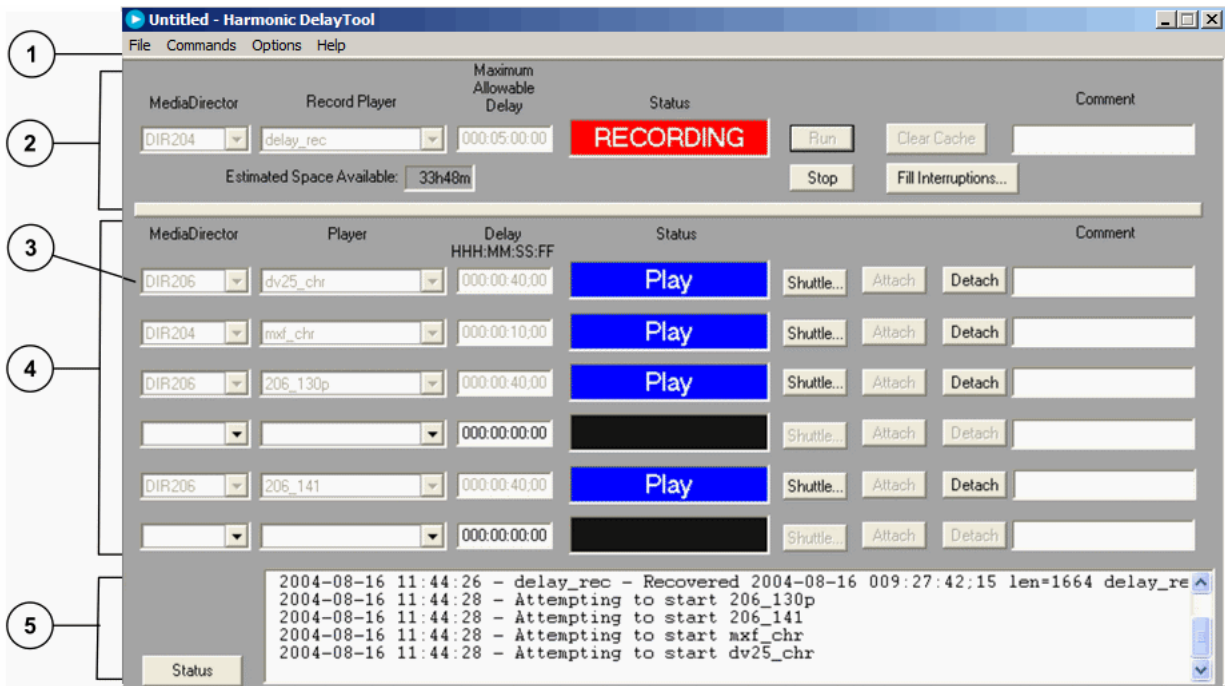 Untitled - Harmonic DelayTool
1
File Commands Options Help
2
MediaDirector Record Player Maximum Allowable Delay Status Comment
DIR204 delay_rec 000:05:00:00 RECORDING Run Clear Cache
Estimated Space Available: 33h48m Stop Fill Interruptions...
3
MediaDirector Player Delay HHH:MM:SS:FF Status Comment
DIR206 dv25_chr 000:00:40;00 Play Shuttle... Attach Detach
4
DIR204 mxf_chr 000:00:10;00 Play Shuttle... Attach Detach
DIR206 206_130p 000:00:40;00 Play Shuttle... Attach Detach
000:00:00:00 Shuttle... Attach Detach
DIR206 206_141 000:00:40;00 Play Shuttle... Attach Detach
000:00:00:00 Shuttle... Attach Detach
5
2004-08-16 11:44:26 - delay_rec - Recovered 2004-08-16 009:27:42;15 len=1664 delay_re
2004-08-16 11:44:28 - Attempting to start 206_130p
2004-08-16 11:44:28 - Attempting to start 206_141
2004-08-16 11:44:28 - Attempting to start mxf_chr
2004-08-16 11:44:28 - Attempting to start dv25_chr
Status